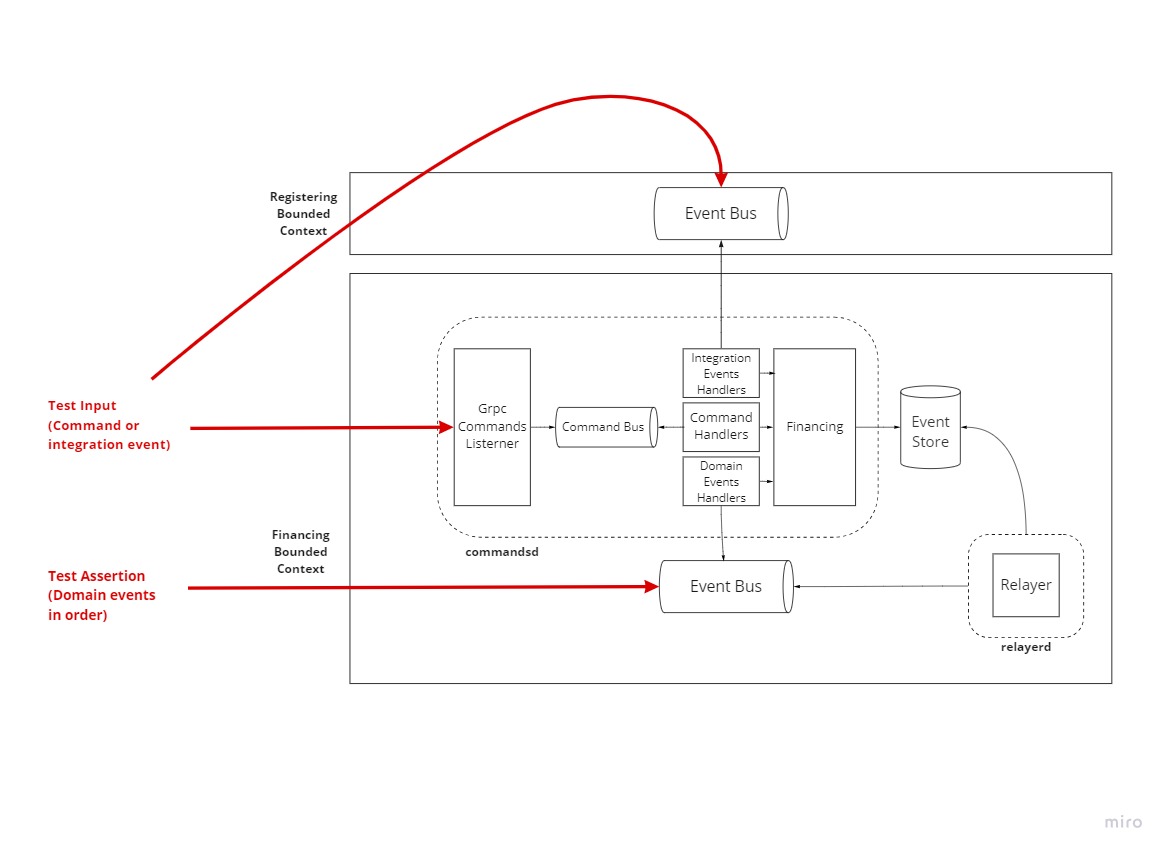 Event Bus
Registering
Bounded
Context
Integration
Events
Handlers
Grpc
Commands
Listerner
Command Bus
Command
Handlers
Financing
Domain
Events
Handlers
Event
Store
Test Input
(Command or
integration event)
commandsd
Financing
Bounded
Context
Event Bus
Relayer
relayerd
Test Assertion
(Domain events
in order)
miro